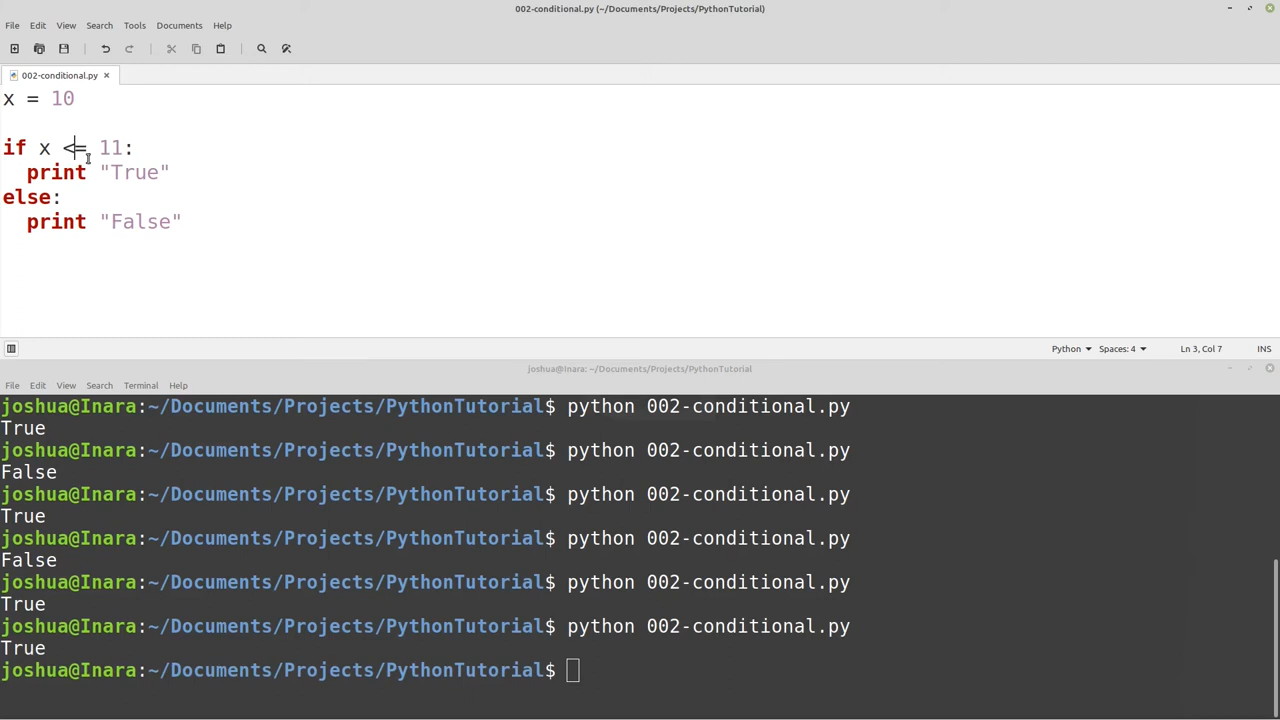 002-conditional.py (~/Documents/Projects/PythonTutorial)
File Edit View Search Tools Documents Help
002-conditional.py ×
x = 10
if x <= 11:
  print "True"
else:
  print "False"
Python Spaces: 4 Ln 3, Col 7 INS
joshua@Inara: ~/Documents/Projects/PythonTutorial
File Edit View Search Terminal Help
joshua@Inara:~/Documents/Projects/PythonTutorial$ python 002-conditional.py
True
joshua@Inara:~/Documents/Projects/PythonTutorial$ python 002-conditional.py
False
joshua@Inara:~/Documents/Projects/PythonTutorial$ python 002-conditional.py
True
joshua@Inara:~/Documents/Projects/PythonTutorial$ python 002-conditional.py
False
joshua@Inara:~/Documents/Projects/PythonTutorial$ python 002-conditional.py
True
joshua@Inara:~/Documents/Projects/PythonTutorial$ python 002-conditional.py
True
joshua@Inara:~/Documents/Projects/PythonTutorial$